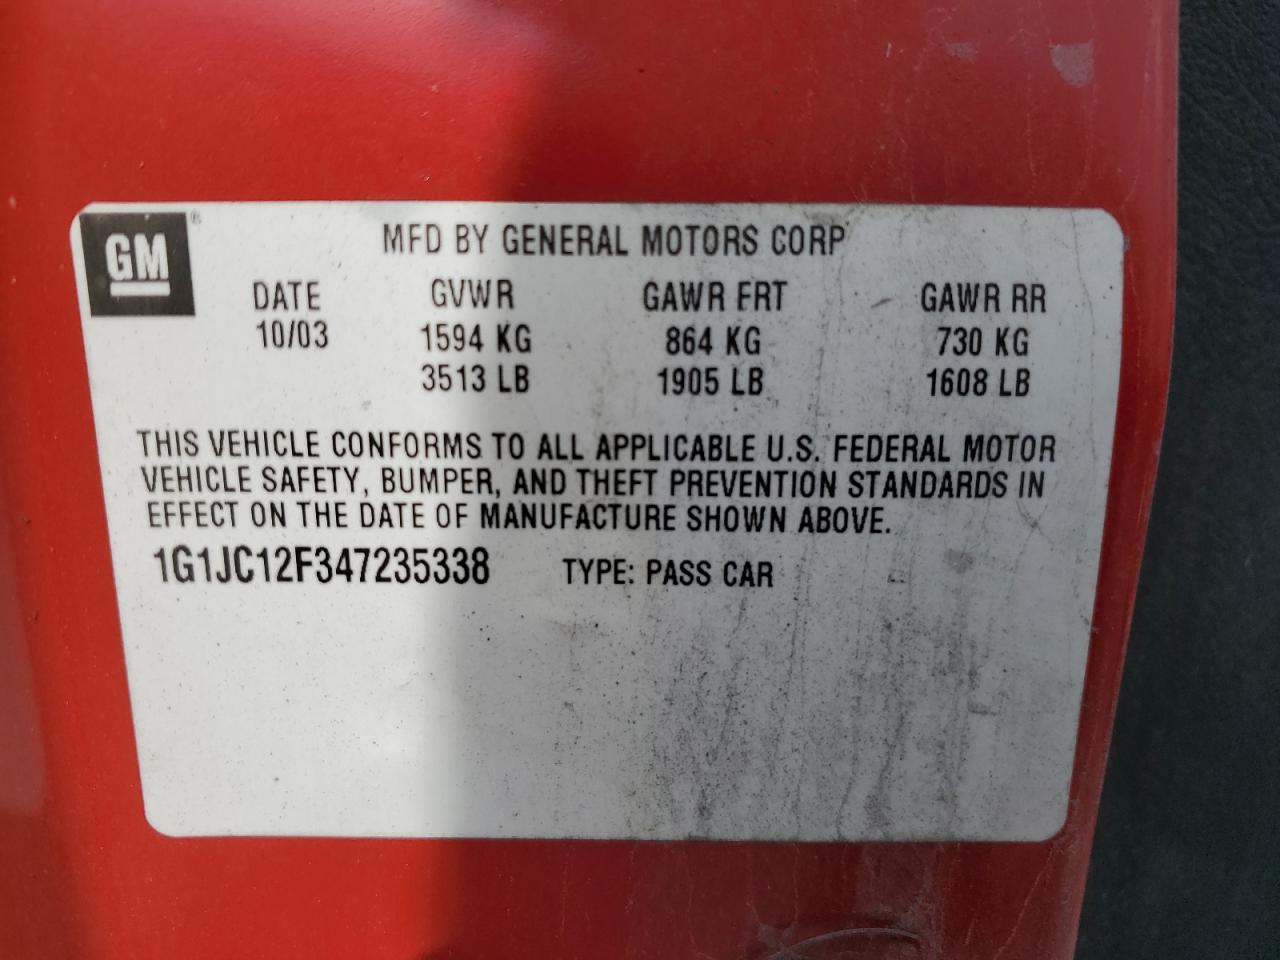 GM®
MFD BY GENERAL MOTORS CORP
DATE GVWR GAWR FRT GAWR RR
10/03 1594 KG 864 KG 730 KG
3513 LB 1905 LB 1608 LB
THIS VEHICLE CONFORMS TO ALL APPLICABLE U.S. FEDERAL MOTOR
VEHICLE SAFETY, BUMPER, AND THEFT PREVENTION STANDARDS IN
EFFECT ON THE DATE OF MANUFACTURE SHOWN ABOVE.
1G1JC12F347235338 TYPE: PASS CAR